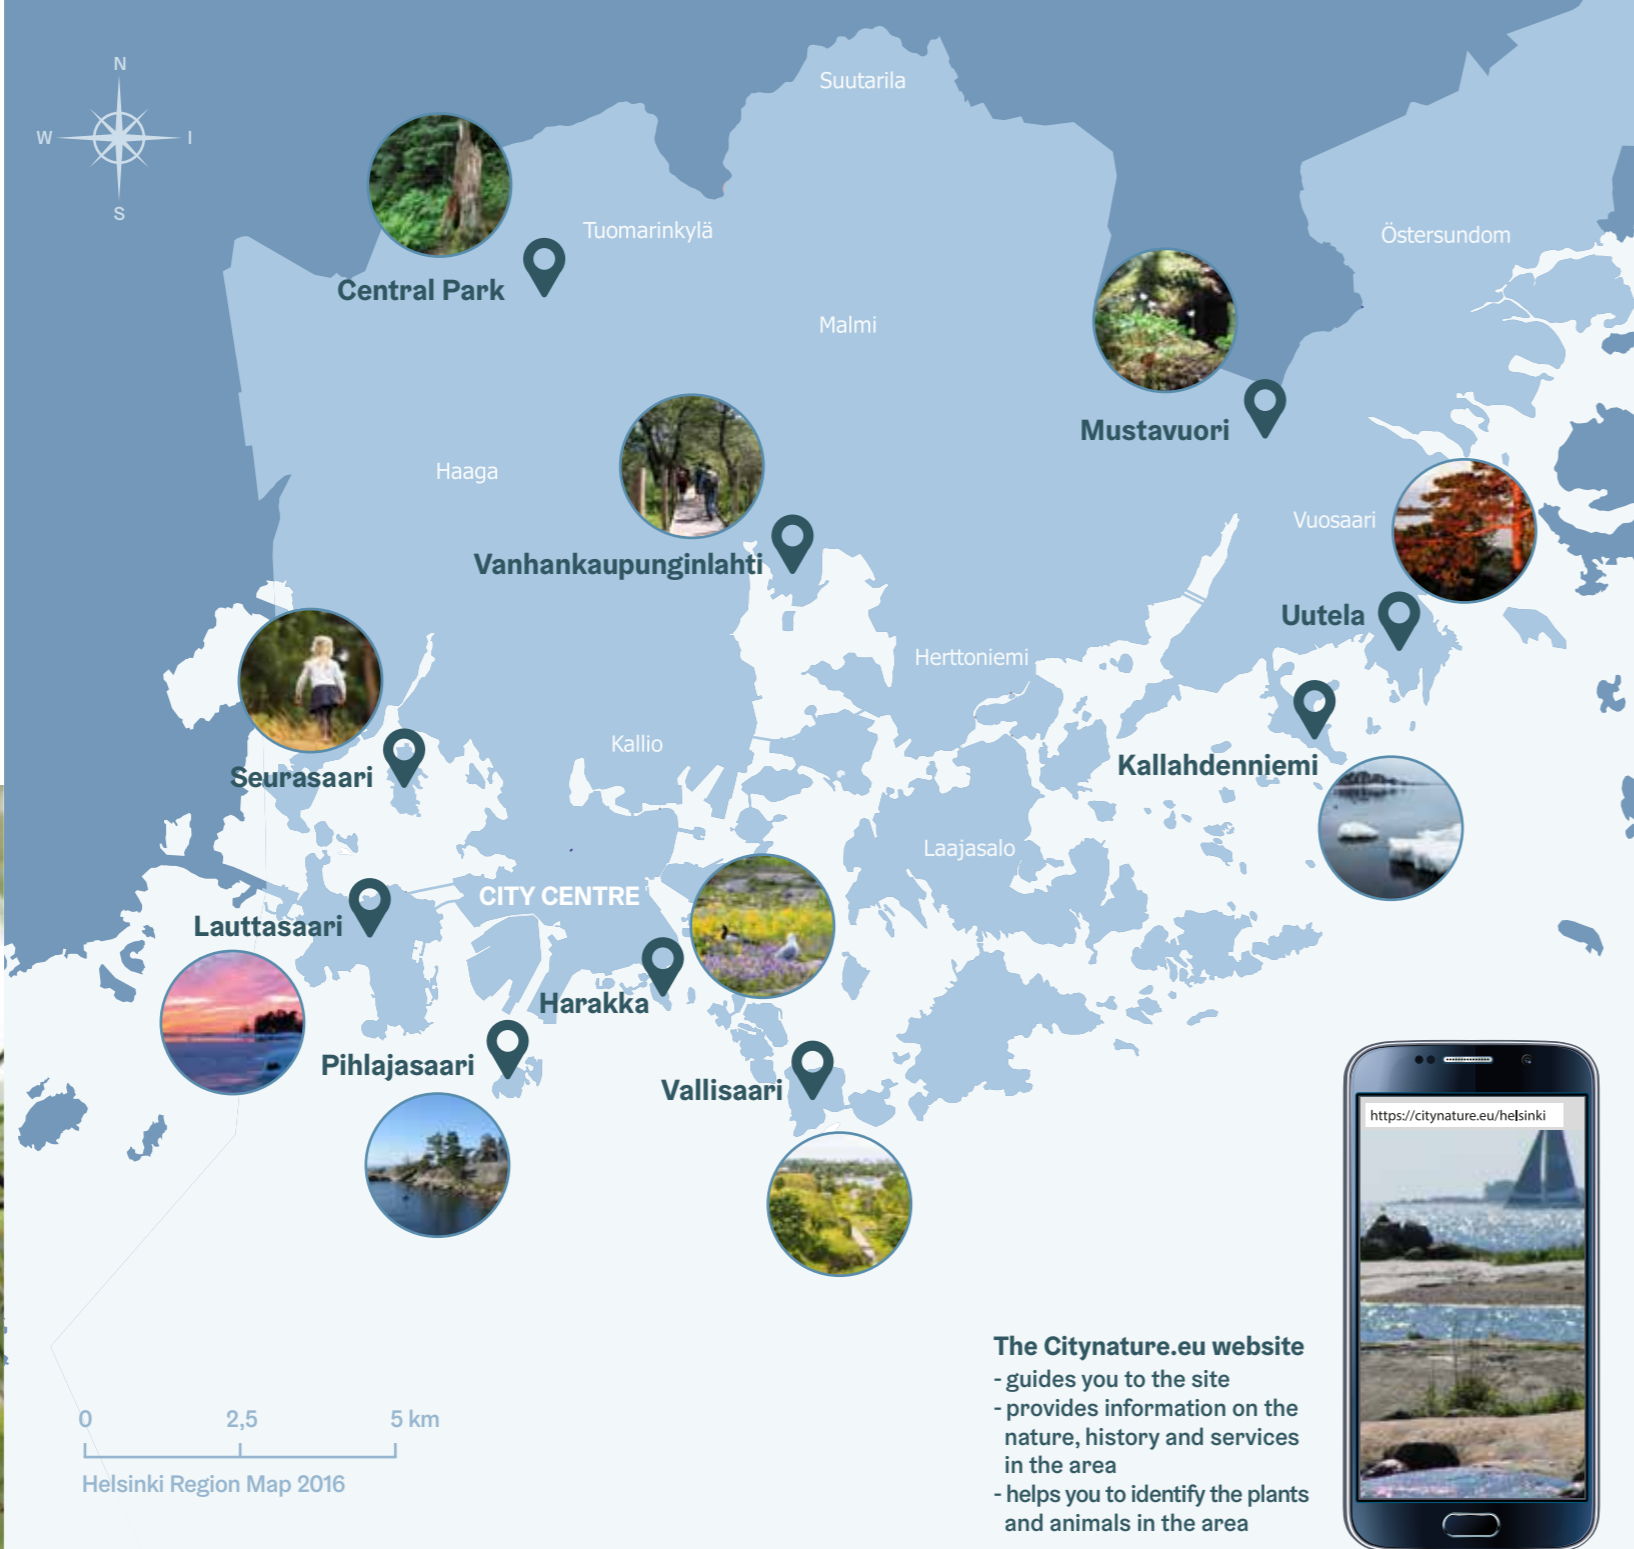 N
W
I
S
Suutarila
Tuomarinkylä
Östersundom
Central Park
Malmi
Mustavuori
Haaga
Vuosaari
Vanhankaupunginlahti
Uutela
Herttoniemi
Kallio
Seurasaari
Kallahdenniemi
Laajasalo
CITY CENTRE
Lauttasaari
Harakka
Pihlajasaari
Vallisaari
https://citynature.eu/helsinki
The Citynature.eu website
- guides you to the site
- provides information on the
nature, history and services
in the area
- helps you to identify the plants
and animals in the area
0 2,5 5 km
Helsinki Region Map 2016